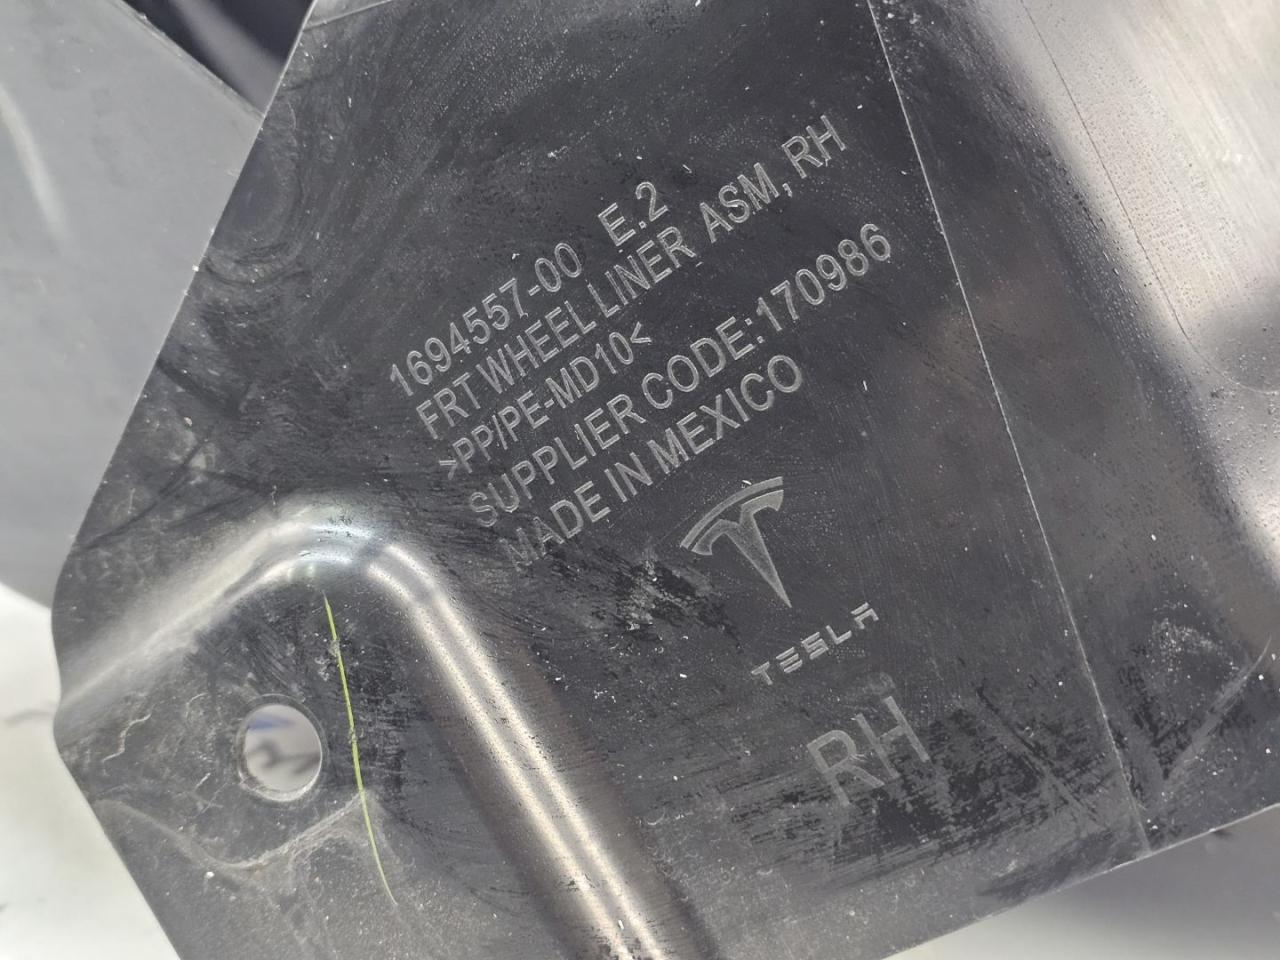 1694557-00 E.2
FRT WHEEL LINER ASM, RH
>PP/PE-MD10<
SUPPLIER CODE:170986
MADE IN MEXICO
TESLA
RH